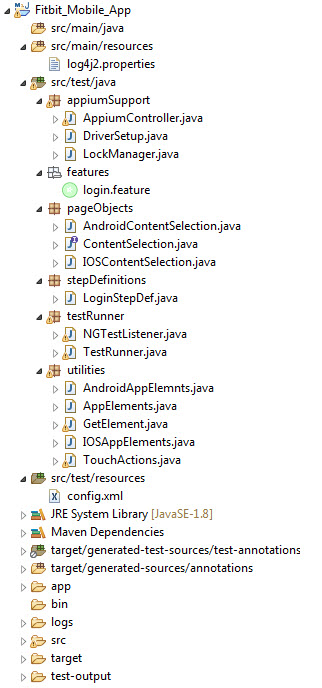 Fitbit_Mobile_App
src/main/java
src/main/resources
log4j2.properties
src/test/java
appiumSupport
AppiumController.java
DriverSetup.java
LockManager.java
features
login.feature
pageObjects
AndroidContentSelection.java
ContentSelection.java
IOSContentSelection.java
stepDefinitions
LoginStepDef.java
testRunner
NGTestListener.java
TestRunner.java
utilities
AndroidAppElemnts.java
AppElements.java
GetElement.java
IOSAppElements.java
TouchActions.java
src/test/resources
config.xml
JRE System Library [JavaSE-1.8]
Maven Dependencies
target/generated-test-sources/test-annotations
target/generated-sources/annotations
app
bin
logs
src
target
test-output